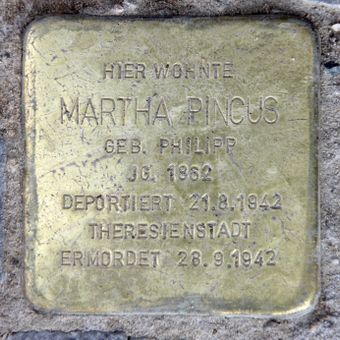 HIER WOHNTE
MARTHA PINCUS
GEB. PHILIPP
JG. 1862
DEPORTIERT 21.8.1942
THERESIENSTADT
ERMORDET 28.9.1942